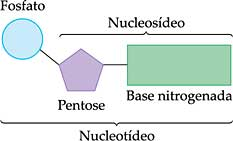 Fosfato
Nucleosídeo
Pentose
Base nitrogenada
Nucleotídeo